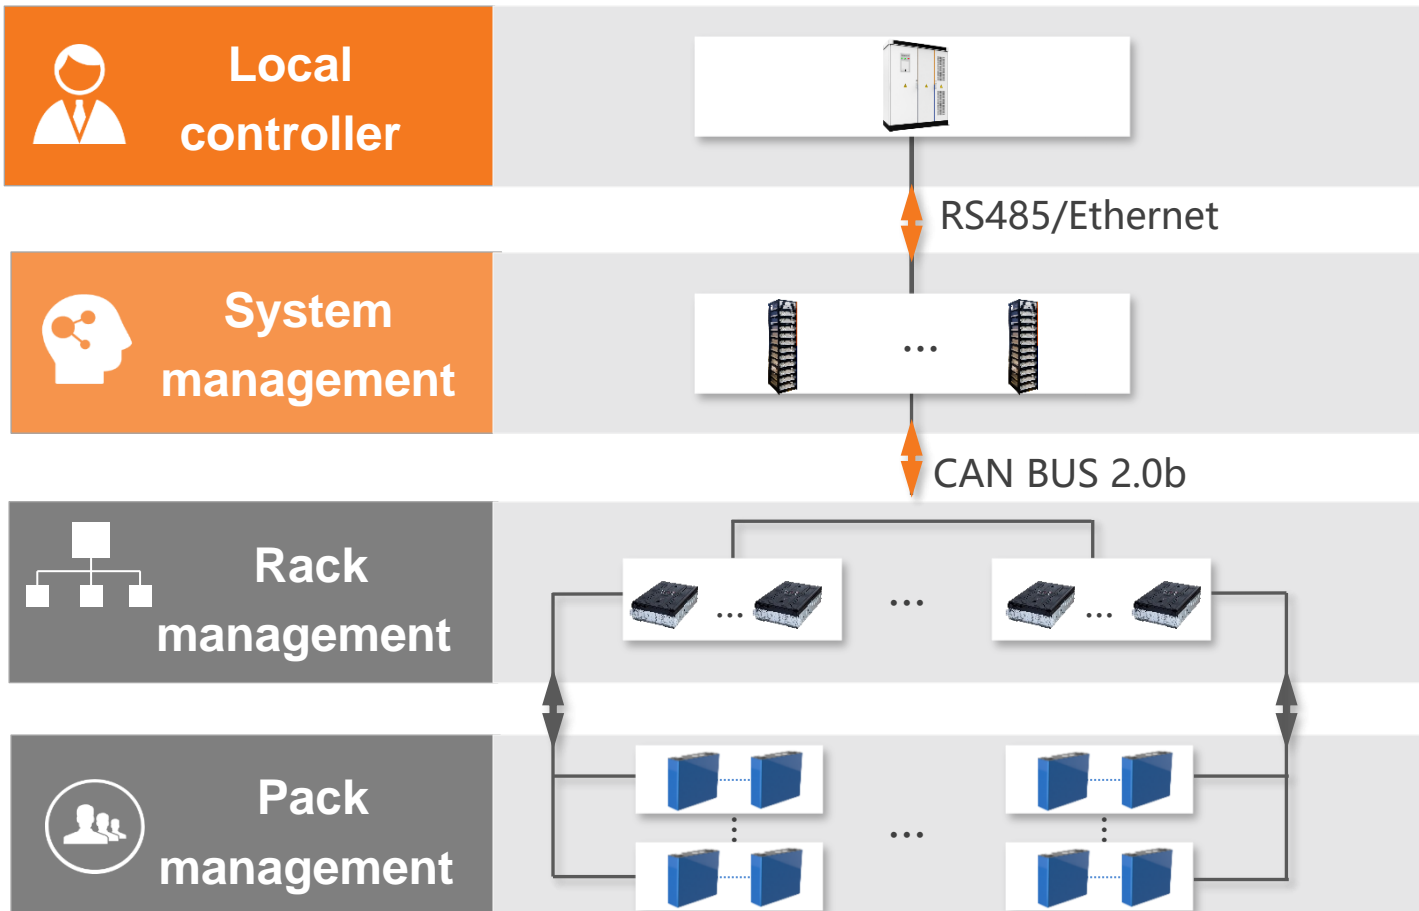 Local
controller
RS485/Ethernet
System
management
...
CAN BUS 2.0b
Rack
management
... ... ...
Pack
management
...